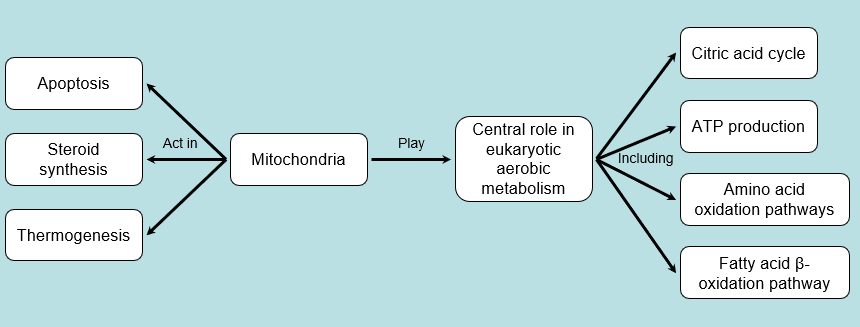 Apoptosis
Steroid
synthesis
Thermogenesis
Act in
Mitochondria
Play
Central role in
eukaryotic
aerobic
metabolism
Including
Citric acid cycle
ATP production
Amino acid
oxidation pathways
Fatty acid β-
oxidation pathway